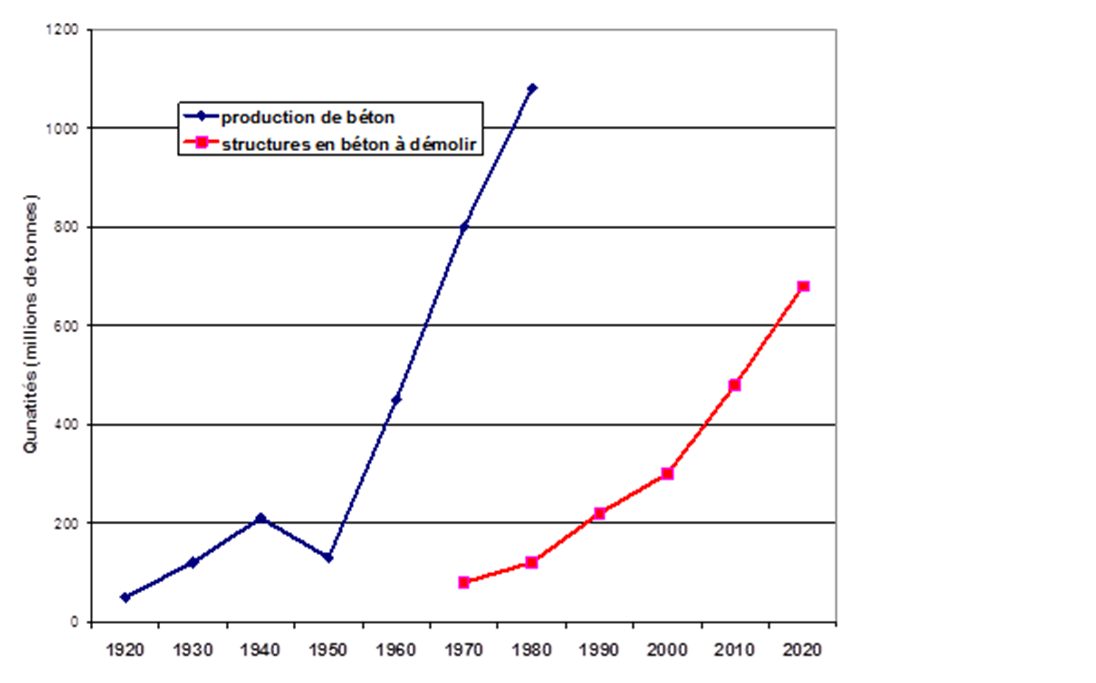 1200
production de béton
structures en béton à démolir
1000
800
600
400
200
0
Qunatités (millions de tonnes)
1920 1930 1940 1950 1960 1970 1980 1990 2000 2010 2020